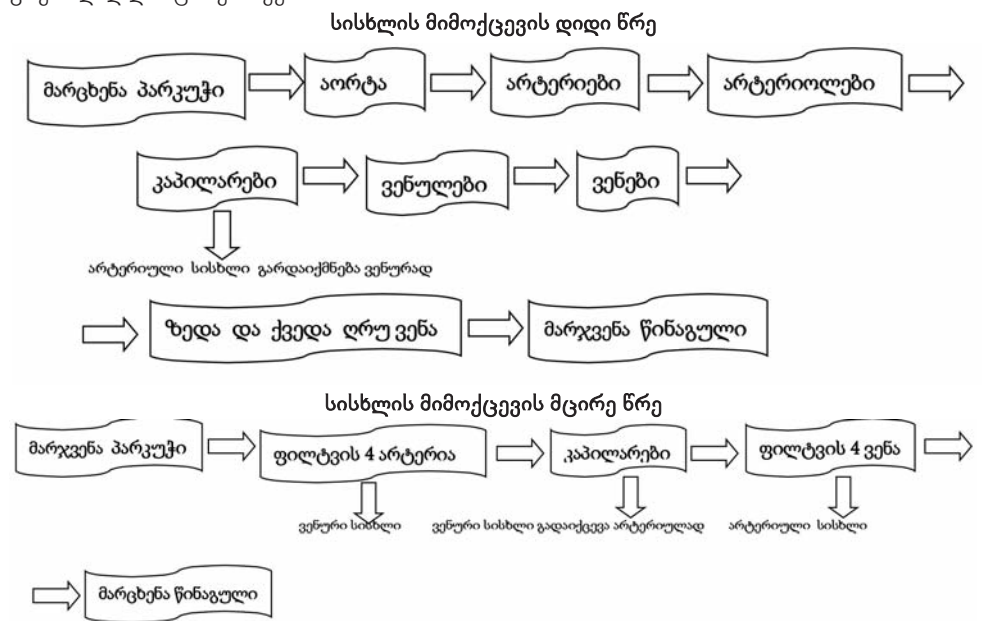 სისხლის მიმოქცევის დიდი წრე
მარცხენა პარკუჭი აორტა არტერიები არტერიოლები
კაპილარები ვენულები ვენები
არტერიული სისხლი გარდაიქმნება ვენურად
ზედა და ქვედა ღრუ ვენა მარჯვენა წინაგული
სისხლის მიმოქცევის მცირე წრე
მარჯვენა პარკუჭი ფილტვის 4 არტერია კაპილარები ფილტვის 4 ვენა
ვენური სისხლი ვენური სისხლი გადაიქცევა არტერიულად არტერიული სისხლი
მარცხენა წინაგული